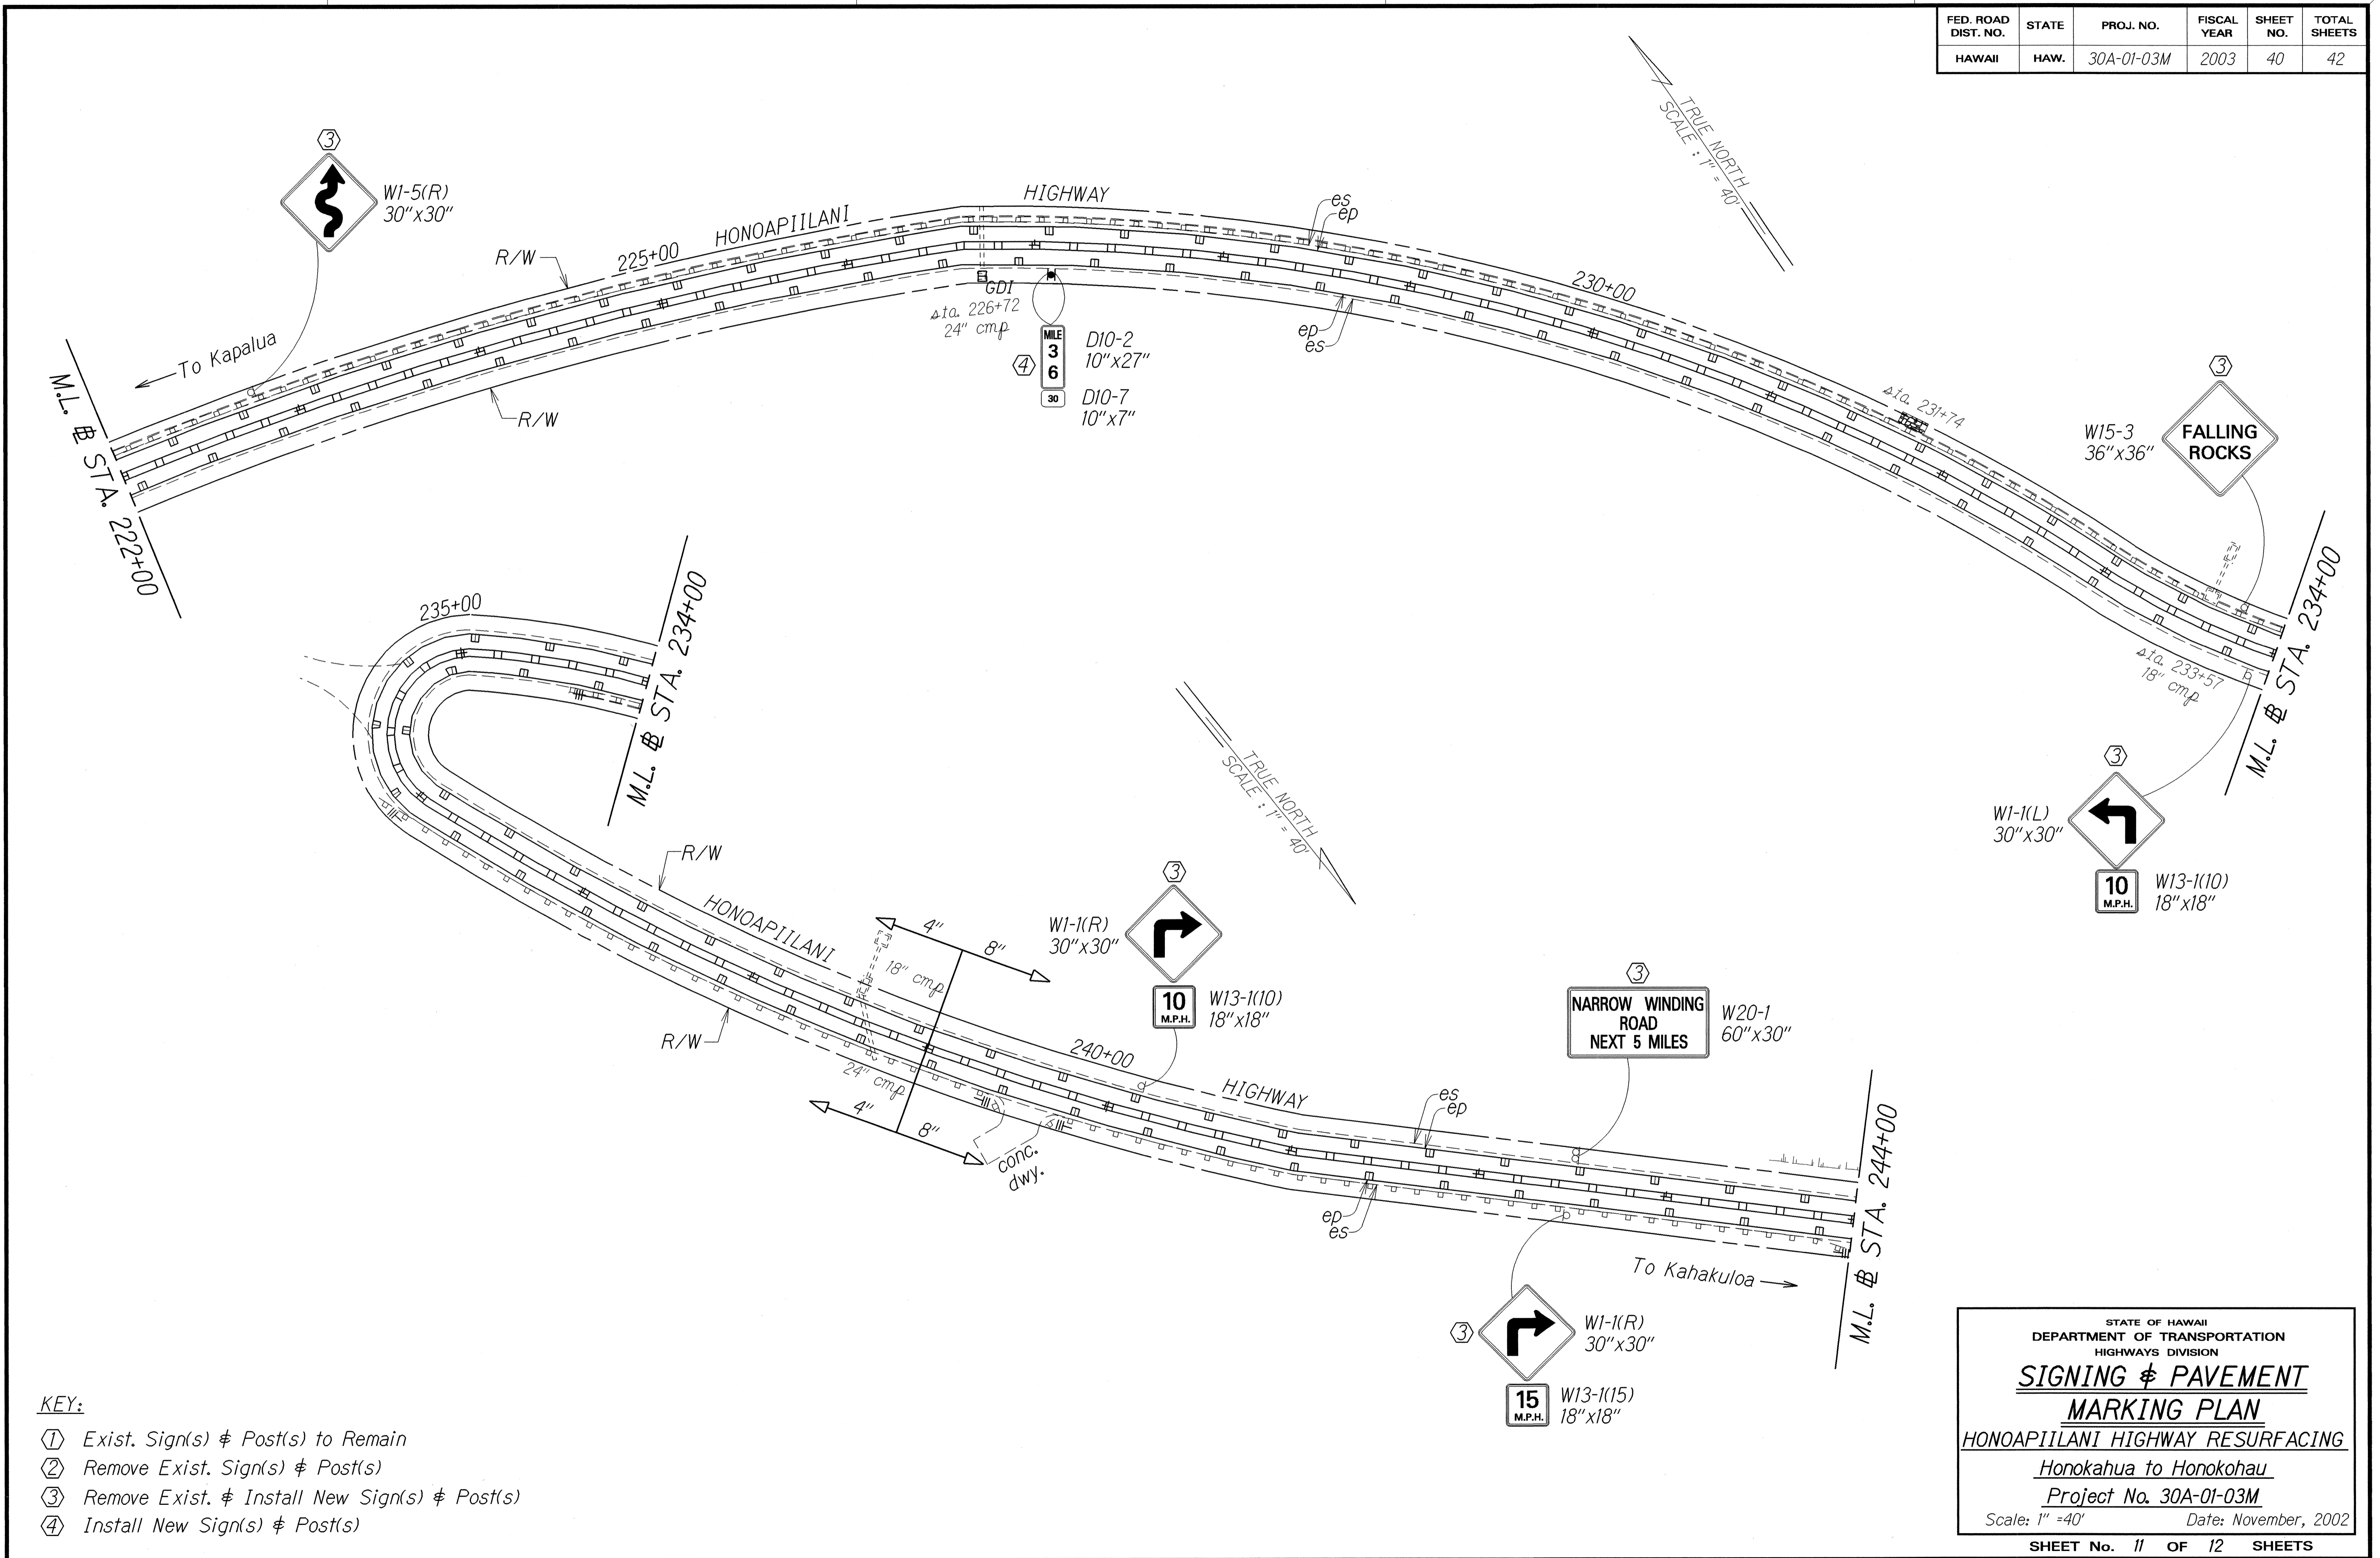 FED. ROAD DIST. NO. STATE PROJ. NO. FISCAL YEAR SHEET NO. TOTAL SHEETS
HAWAII HAW. 30A-01-03M 2003 40 42
TRUE NORTH
SCALE : 1" = 40'
3
W1-5(R)
30"x30"
R/W
225+00
HONOAPIILANI
HIGHWAY
es
ep
230+00
To Kapalua
R/W
GDI
sta. 226+72
24" cmp
ep
es
MILE
3
6
30
4
D10-2
10"x27"
D10-7
10"x7"
sta. 231+74
3
W15-3
36"x36"
FALLING
ROCKS
M.L. BL STA. 222+00
M.L. BL STA. 234+00
sta. 233+57
18" cmp
3
W1-1(L)
30"x30"
10
M.P.H.
W13-1(10)
18"x18"
235+00
M.L. BL STA. 234+00
TRUE NORTH
SCALE : 1" = 40'
R/W
HONOAPIILANI
4"
8"
18" cmp
3
W1-1(R)
30"x30"
10
M.P.H.
W13-1(10)
18"x18"
R/W
24" cmp
4"
8"
conc.
dwy.
240+00
HIGHWAY
3
NARROW WINDING
ROAD
NEXT 5 MILES
W20-1
60"x30"
es
ep
ep
es
To Kahakuloa
M.L. BL STA. 244+00
3
W1-1(R)
30"x30"
15
M.P.H.
W13-1(15)
18"x18"
KEY:
1 Exist. Sign(s) & Post(s) to Remain
2 Remove Exist. Sign(s) & Post(s)
3 Remove Exist. & Install New Sign(s) & Post(s)
4 Install New Sign(s) & Post(s)
STATE OF HAWAII
DEPARTMENT OF TRANSPORTATION
HIGHWAYS DIVISION
SIGNING & PAVEMENT
MARKING PLAN
HONOAPIILANI HIGHWAY RESURFACING
Honokahua to Honokohau
Project No. 30A-01-03M
Scale: 1" =40' Date: November, 2002
SHEET No. 11 OF 12 SHEETS